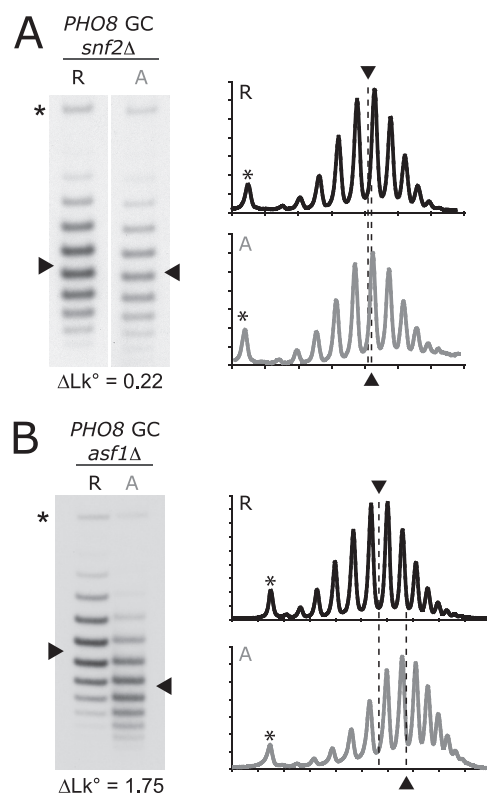 A
PHO8 GC
snf2Δ
R A
*
ΔLk° = 0.22
R
*
A
*
B
PHO8 GC
asf1Δ
R A
*
ΔLk° = 1.75
R
*
A
*